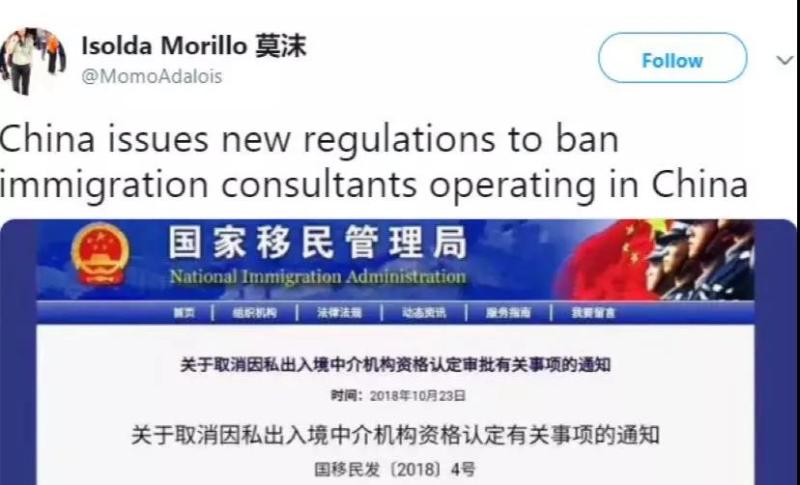 Isolda Morillo 莫沫
@MomoAdalois
Follow
China issues new regulations to ban
immigration consultants operating in China
国家移民管理局
National Immigration Administration
首页 | 组织机构 | 法律法规 | 动态资讯 | 服务指南 | 我要留言
关于取消因私出入境中介机构资格认定审批有关事项的通知
时间：2018年10月23日
关于取消因私出入境中介机构资格认定有关事项的通知
国移民发〔2018〕4号